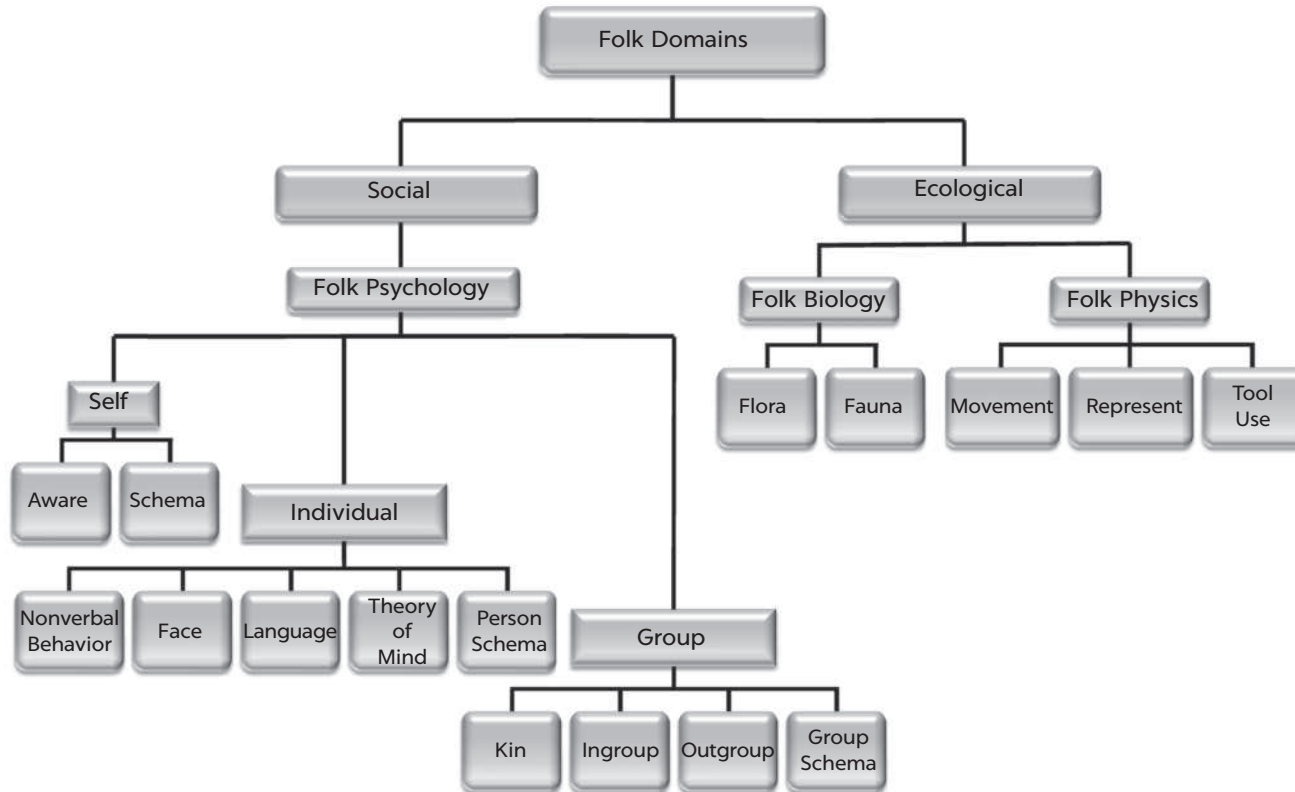 Folk Domains
Social
Ecological
Folk Psychology
Folk Biology
Folk Physics
Self
Flora
Fauna
Movement
Represent
Tool
Use
Aware
Schema
Individual
Nonverbal
Behavior
Face
Language
Theory
of
Mind
Person
Schema
Group
Kin
Ingroup
Outgroup
Group
Schema